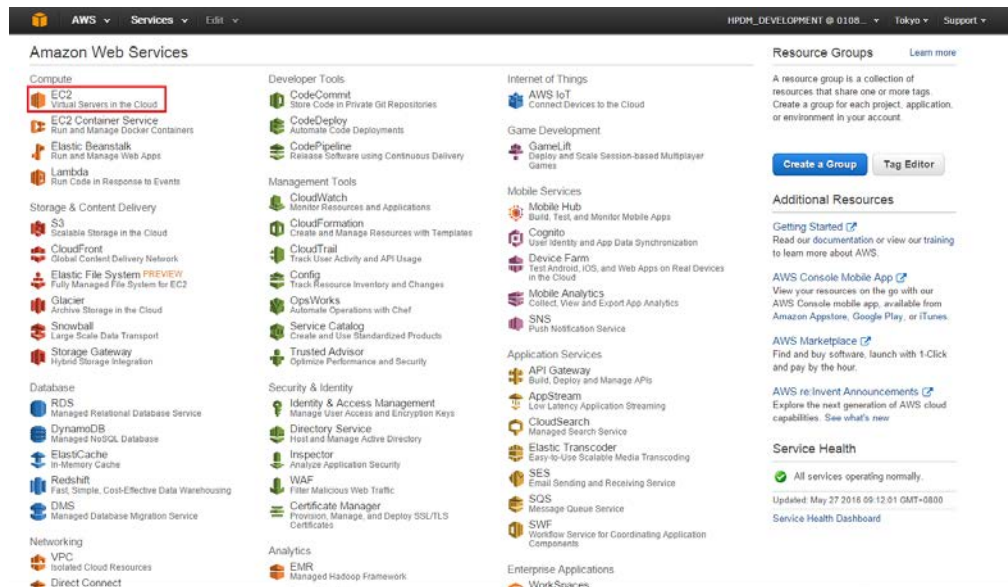 AWS Services Edit HPDM_DEVELOPMENT @ 0108... Tokyo Support
Amazon Web Services
Compute
EC2
Virtual Servers in the Cloud
EC2 Container Service
Run and Manage Docker Containers
Elastic Beanstalk
Run and Manage Web Apps
Lambda
Run Code in Response to Events
Storage & Content Delivery
S3
Scalable Storage in the Cloud
CloudFront
Global Content Delivery Network
Elastic File System PREVIEW
Fully Managed File System for EC2
Glacier
Archive Storage in the Cloud
Snowball
Large Scale Data Transport
Storage Gateway
Hybrid Storage Integration
Database
RDS
Managed Relational Database Service
DynamoDB
Managed NoSQL Database
ElastiCache
In-Memory Cache
Redshift
Fast, Simple, Cost-Effective Data Warehousing
DMS
Managed Database Migration Service
Networking
VPC
Isolated Cloud Resources
Direct Connect
Developer Tools
CodeCommit
Store Code in Private Git Repositories
CodeDeploy
Automate Code Deployments
CodePipeline
Release Software using Continuous Delivery
Management Tools
CloudWatch
Monitor Resources and Applications
CloudFormation
Create and Manage Resources with Templates
CloudTrail
Track User Activity and API Usage
Config
Track Resource Inventory and Changes
OpsWorks
Automate Operations with Chef
Service Catalog
Create and Use Standardized Products
Trusted Advisor
Optimize Performance and Security
Security & Identity
Identity & Access Management
Manage User Access and Encryption Keys
Directory Service
Host and Manage Active Directory
Inspector
Analyze Application Security
WAF
Filter Malicious Web Traffic
Certificate Manager
Provision, Manage, and Deploy SSL/TLS
Certificates
Analytics
EMR
Managed Hadoop Framework
Internet of Things
AWS IoT
Connect Devices to the Cloud
Game Development
GameLift
Deploy and Scale Session-based Multiplayer
Games
Mobile Services
Mobile Hub
Build, Test, and Monitor Mobile Apps
Cognito
User Identity and App Data Synchronization
Device Farm
Test Android, iOS, and Web Apps on Real Devices
in the Cloud
Mobile Analytics
Collect, View and Export App Analytics
SNS
Push Notification Service
Application Services
API Gateway
Build, Deploy and Manage APIs
AppStream
Low Latency Application Streaming
CloudSearch
Managed Search Service
Elastic Transcoder
Easy-to-Use Scalable Media Transcoding
SES
Email Sending and Receiving Service
SQS
Message Queue Service
SWF
Workflow Service for Coordinating Application
Components
Enterprise Applications
WorkSpaces
Resource Groups Learn more
A resource group is a collection of
resources that share one or more tags.
Create a group for each project, application,
or environment in your account.
Create a Group Tag Editor
Additional Resources
Getting Started
Read our documentation or view our training
to learn more about AWS.
AWS Console Mobile App
View your resources on the go with our
AWS Console mobile app, available from
Amazon Appstore, Google Play, or iTunes.
AWS Marketplace
Find and buy software, launch with 1-Click
and pay by the hour.
AWS re:Invent Announcements
Explore the next generation of AWS cloud
capabilities. See what's new
Service Health
All services operating normally.
Updated: May 27 2016 09:12:01 GMT+0800
Service Health Dashboard